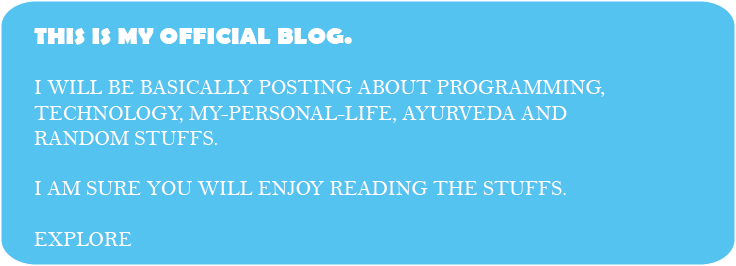 THIS IS MY OFFICIAL BLOG.
I WILL BE BASICALLY POSTING ABOUT PROGRAMMING,
TECHNOLOGY, MY-PERSONAL-LIFE, AYURVEDA AND
RANDOM STUFFS.
I AM SURE YOU WILL ENJOY READING THE STUFFS.
EXPLORE